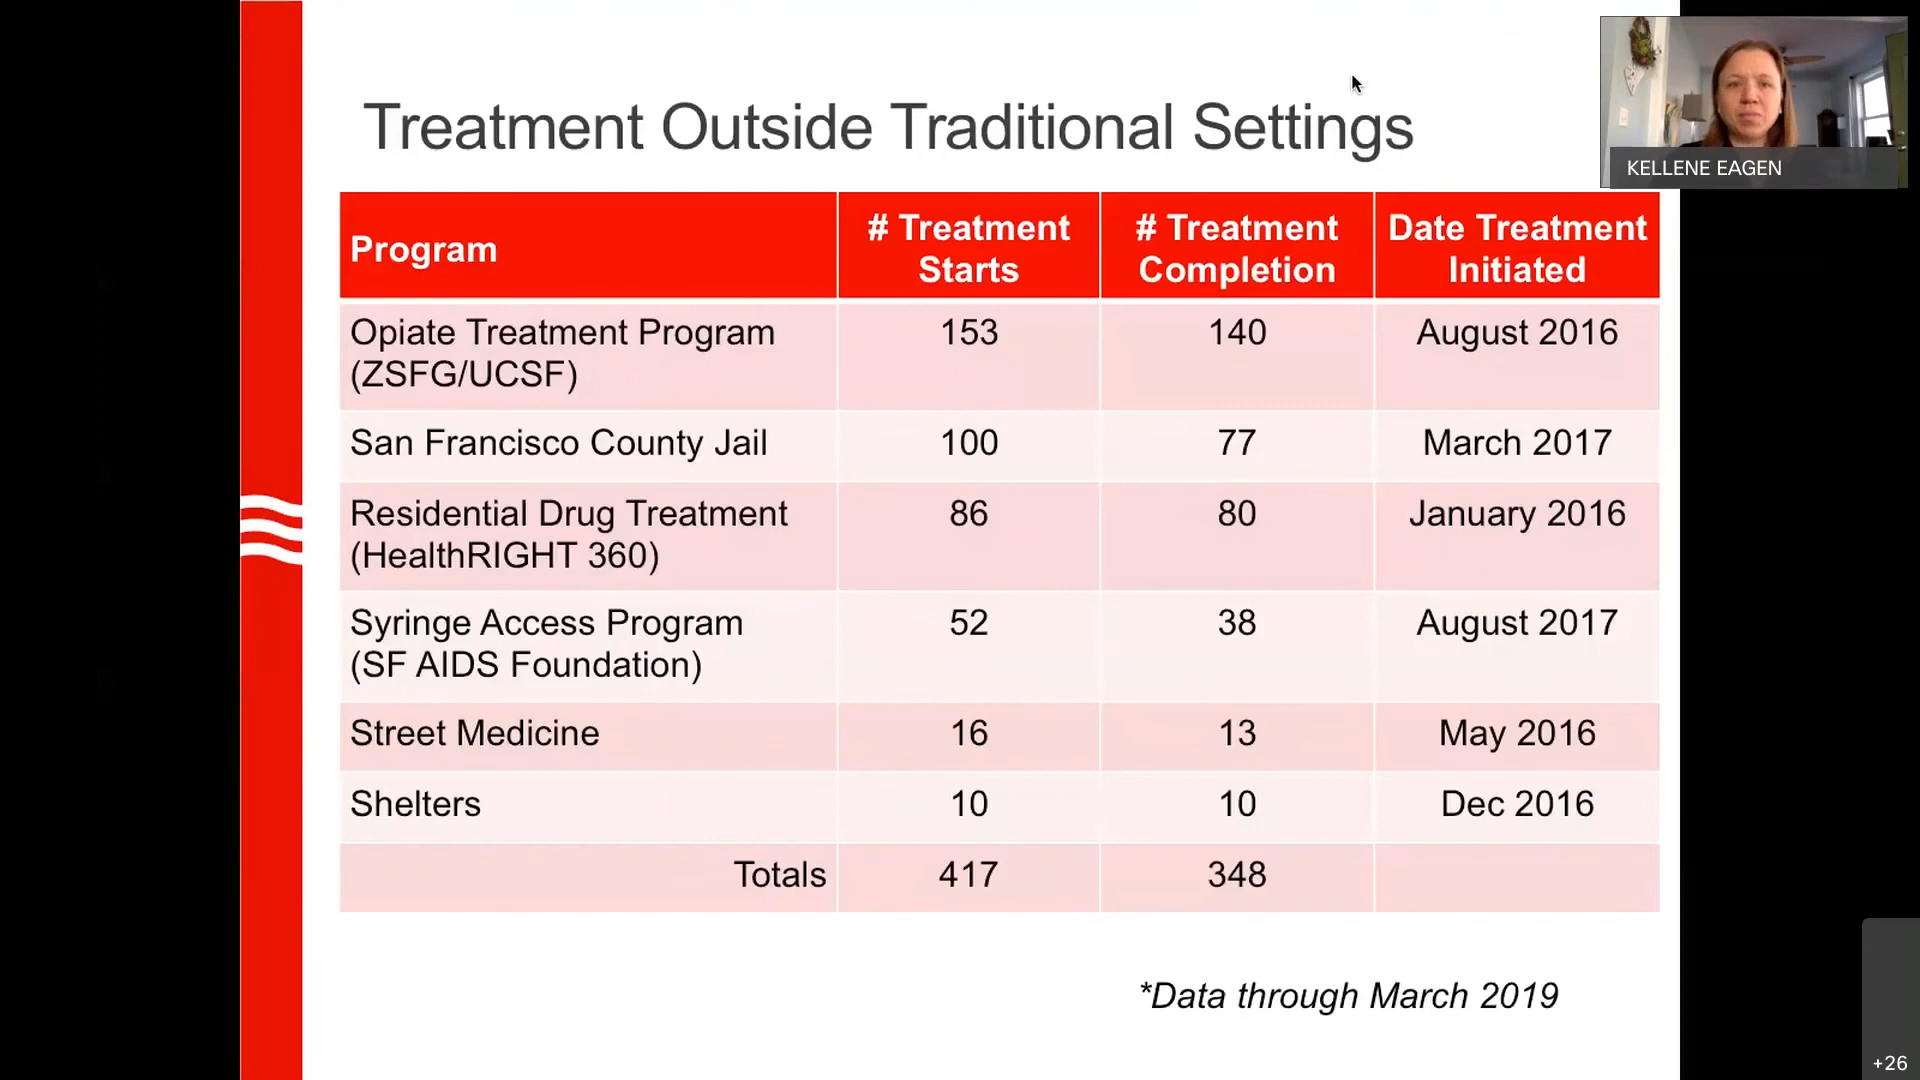 Treatment Outside Traditional Settings
KELLENE EAGEN
Program
# Treatment
Starts
# Treatment
Completion
Date Treatment
Initiated
Opiate Treatment Program
(ZSFG/UCSF)
153
140
August 2016
San Francisco County Jail
100
77
March 2017
Residential Drug Treatment
(HealthRIGHT 360)
86
80
January 2016
Syringe Access Program
(SF AIDS Foundation)
52
38
August 2017
Street Medicine
16
13
May 2016
Shelters
10
10
Dec 2016
Totals
417
348
*Data through March 2019
+26